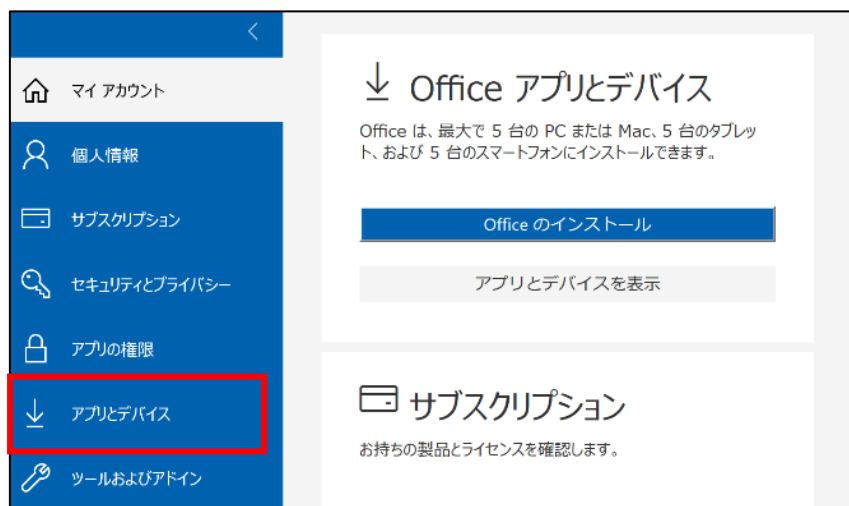 マイ アカウント
個人情報
サブスクリプション
セキュリティとプライバシー
アプリの権限
アプリとデバイス
ツールおよびアドイン
Office アプリとデバイス
Office は、最大で 5 台の PC または Mac、5 台のタブレッ
ト、および 5 台のスマートフォンにインストールできます。
Office のインストール
アプリとデバイスを表示
サブスクリプション
お持ちの製品とライセンスを確認します。